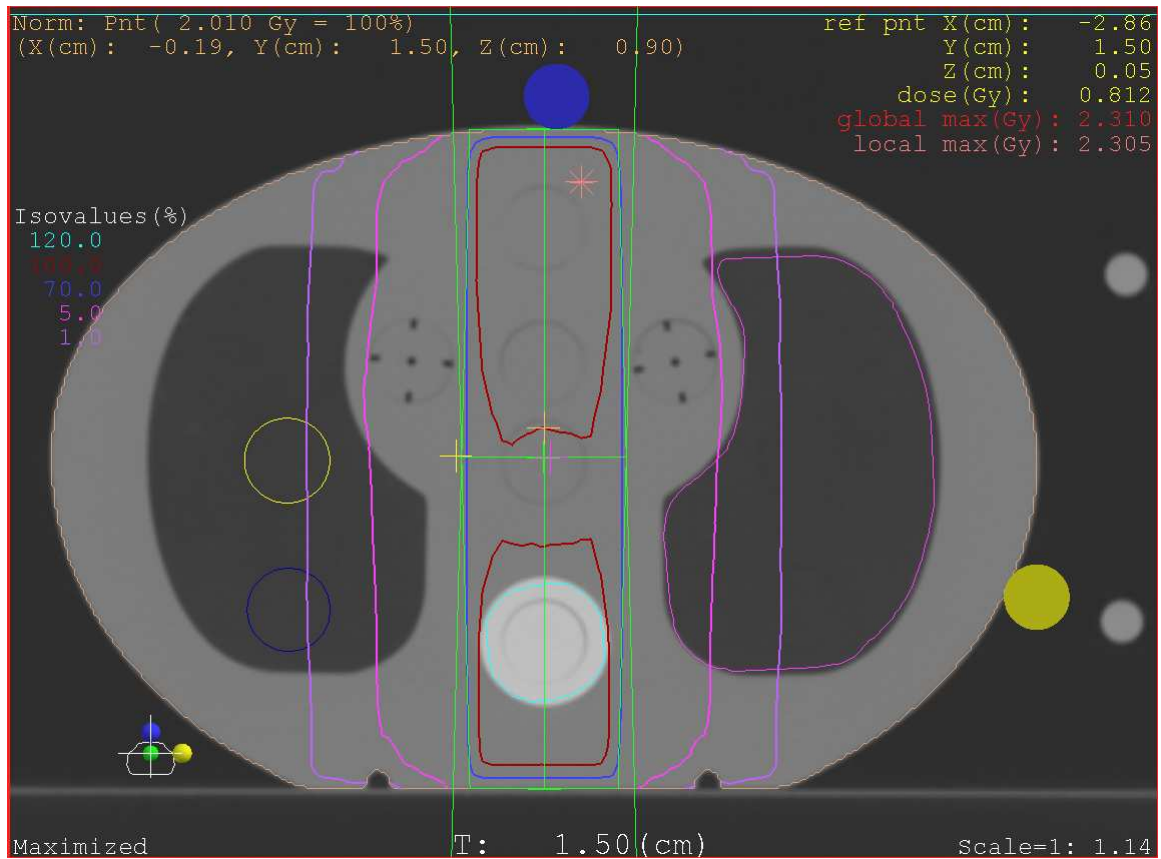 Norm: Pnt( 2.010 Gy = 100%)
(X(cm): -0.19, Y(cm): 1.50, Z(cm): 0.90)
ref pnt X(cm): -2.86
Y(cm): 1.50
Z(cm): 0.05
dose(Gy): 0.812
global max(Gy): 2.310
local max(Gy): 2.305
Isovalues(%)
120.0
100.0
70.0
5.0
1.0
Maximized
T: 1.50(cm)
Scale=1: 1.14